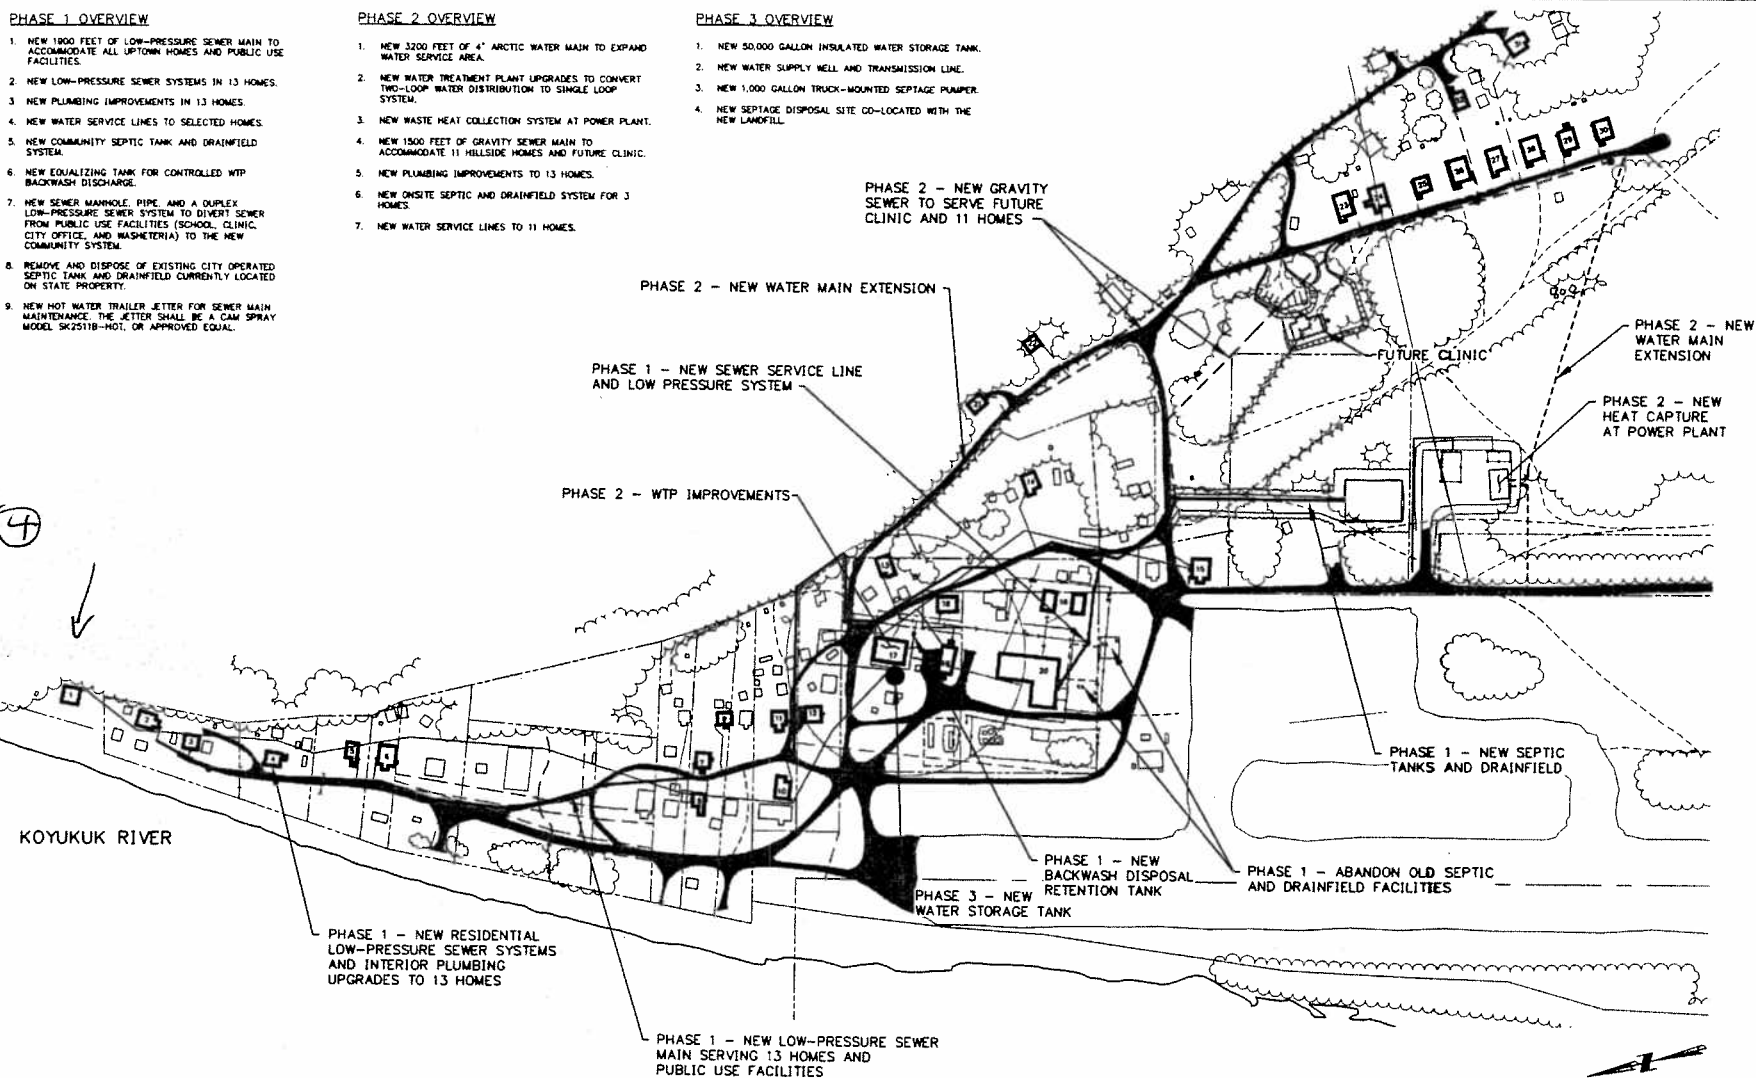 PHASE 1 OVERVIEW
1. NEW 1900 FEET OF LOW-PRESSURE SEWER MAIN TO
ACCOMMODATE ALL UPTOWN HOMES AND PUBLIC USE
FACILITIES.
2. NEW LOW-PRESSURE SEWER SYSTEMS IN 13 HOMES.
3 NEW PLUMBING IMPROVEMENTS IN 13 HOMES.
4. NEW WATER SERVICE LINES TO SELECTED HOMES.
5. NEW COMMUNITY SEPTIC TANK AND DRAINFIELD
SYSTEM.
6. NEW EQUALIZING TANK FOR CONTROLLED WTP
BACKWASH DISCHARGE.
7. NEW SEWER MANHOLE, PIPE, AND A DUPLEX
LOW-PRESSURE SEWER SYSTEM TO DIVERT SEWER
FROM PUBLIC USE FACILITIES (SCHOOL, CLINIC,
CITY OFFICE, AND WASHETERIA) TO THE NEW
COMMUNITY SYSTEM.
8. REMOVE AND DISPOSE OF EXISTING CITY OPERATED
SEPTIC TANK AND DRAINFIELD CURRENTLY LOCATED
ON STATE PROPERTY.
9. NEW HOT WATER TRAILER JETTER FOR SEWER MAIN
MAINTENANCE. THE JETTER SHALL BE A CAM SPRAY
MODEL SK2511B-HOT, OR APPROVED EQUAL.
PHASE 2 OVERVIEW
1. NEW 3200 FEET OF 4" ARCTIC WATER MAIN TO EXPAND
WATER SERVICE AREA.
2. NEW WATER TREATMENT PLANT UPGRADES TO CONVERT
TWO-LOOP WATER DISTRIBUTION TO SINGLE LOOP
SYSTEM.
3. NEW WASTE HEAT COLLECTION SYSTEM AT POWER PLANT.
4. NEW 1500 FEET OF GRAVITY SEWER MAIN TO
ACCOMMODATE 11 HILLSIDE HOMES AND FUTURE CLINIC.
5. NEW PLUMBING IMPROVEMENTS TO 13 HOMES.
6. NEW ONSITE SEPTIC AND DRAINFIELD SYSTEM FOR 3
HOMES.
7. NEW WATER SERVICE LINES TO 11 HOMES.
PHASE 3 OVERVIEW
1. NEW 50,000 GALLON INSULATED WATER STORAGE TANK.
2. NEW WATER SUPPLY WELL AND TRANSMISSION LINE.
3. NEW 1,000 GALLON TRUCK-MOUNTED SEPTAGE PUMPER.
4. NEW SEPTAGE DISPOSAL SITE CO-LOCATED WITH THE
NEW LANDFILL.
PHASE 2 - NEW GRAVITY
SEWER TO SERVE FUTURE
CLINIC AND 11 HOMES
PHASE 2 - NEW WATER MAIN EXTENSION
PHASE 2 - NEW
WATER MAIN
EXTENSION
FUTURE CLINIC
PHASE 1 - NEW SEWER SERVICE LINE
AND LOW PRESSURE SYSTEM
PHASE 2 - NEW
HEAT CAPTURE
AT POWER PLANT
PHASE 2 - WTP IMPROVEMENTS
4
PHASE 1 - NEW SEPTIC
TANKS AND DRAINFIELD
KOYUKUK RIVER
PHASE 1 - NEW
BACKWASH DISPOSAL
RETENTION TANK
PHASE 1 - ABANDON OLD SEPTIC
AND DRAINFIELD FACILITIES
PHASE 3 - NEW
WATER STORAGE TANK
PHASE 1 - NEW RESIDENTIAL
LOW-PRESSURE SEWER SYSTEMS
AND INTERIOR PLUMBING
UPGRADES TO 13 HOMES
PHASE 1 - NEW LOW-PRESSURE SEWER
MAIN SERVING 13 HOMES AND
PUBLIC USE FACILITIES